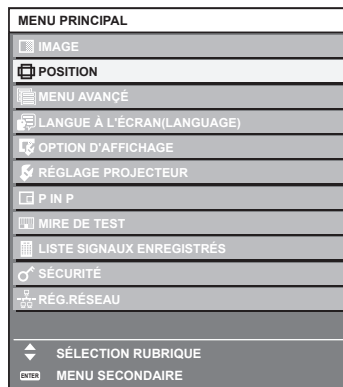 MENU PRINCIPAL
IMAGE
POSITION
MENU AVANÇÉ
LANGUE À L'ÉCRAN(LANGUAGE)
OPTION D'AFFICHAGE
RÉGLAGE PROJECTEUR
P IN P
MIRE DE TEST
LISTE SIGNAUX ENREGISTRÉS
SÉCURITÉ
RÉG.RÉSEAU
SÉLECTION RUBRIQUE
ENTER MENU SECONDAIRE